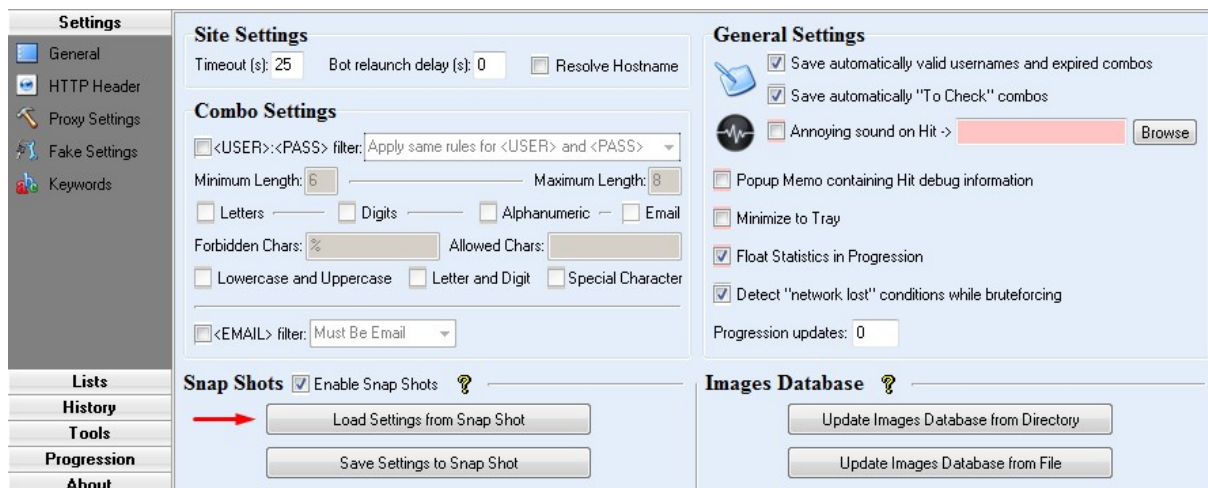 Settings
General
HTTP Header
Proxy Settings
Fake Settings
Keywords
Lists
History
Tools
Progression
About
Site Settings
Timeout (s): 25 Bot relaunch delay (s): 0 Resolve Hostname
Combo Settings
<USER>:<PASS> filter: Apply same rules for <USER> and <PASS>
Minimum Length: 6 Maximum Length: 8
Letters Digits Alphanumeric Email
Forbidden Chars: % Allowed Chars:
Lowercase and Uppercase Letter and Digit Special Character
<EMAIL> filter: Must Be Email
Snap Shots Enable Snap Shots ?
Load Settings from Snap Shot
Save Settings to Snap Shot
General Settings
Save automatically valid usernames and expired combos
Save automatically "To Check" combos
Annoying sound on Hit -> Browse
Popup Memo containing Hit debug information
Minimize to Tray
Float Statistics in Progression
Detect "network lost" conditions while bruteforcing
Progression updates: 0
Images Database ?
Update Images Database from Directory
Update Images Database from File